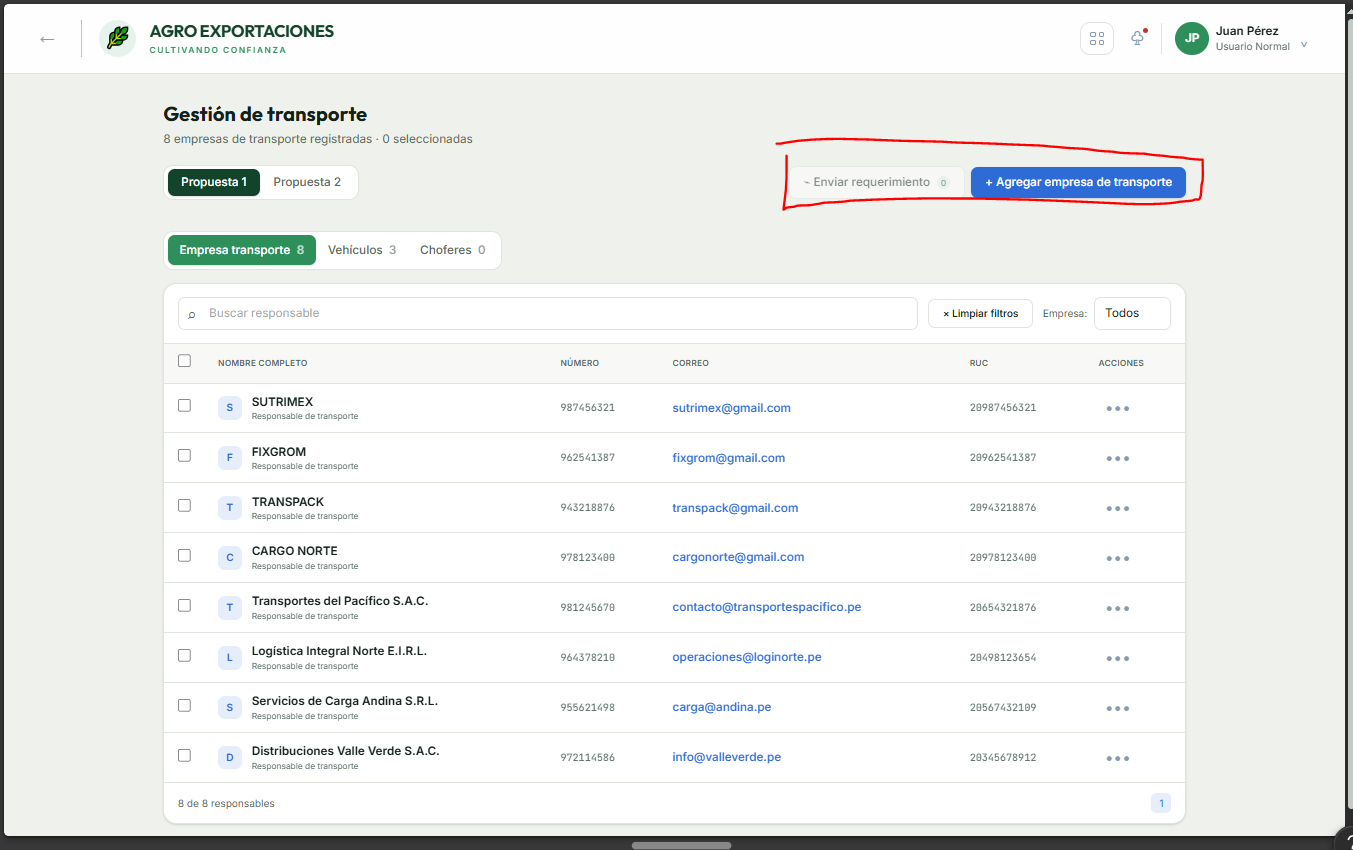 ←
AGRO EXPORTACIONES
CULTIVANDO CONFIANZA
JP
Juan Pérez
Usuario Normal
Gestión de transporte
8 empresas de transporte registradas · 0 seleccionadas
Propuesta 1 Propuesta 2
~ Enviar requerimiento 0 + Agregar empresa de transporte
Empresa transporte 8 Vehículos 3 Choferes 0
Buscar responsable × Limpiar filtros Empresa: Todos
NOMBRE COMPLETO NÚMERO CORREO RUC ACCIONES
S SUTRIMEX 987456321 sutrimex@gmail.com 20987456321
Responsable de transporte
F FIXGROM 962541387 fixgrom@gmail.com 20962541387
Responsable de transporte
T TRANSPACK 943218876 transpack@gmail.com 20943218876
Responsable de transporte
C CARGO NORTE 978123400 cargonorte@gmail.com 20978123400
Responsable de transporte
T Transportes del Pacífico S.A.C. 981245670 contacto@transportespacifico.pe 20654321876
Responsable de transporte
L Logística Integral Norte E.I.R.L. 964378210 operaciones@loginorte.pe 20498123654
Responsable de transporte
S Servicios de Carga Andina S.R.L. 955621498 carga@andina.pe 20567432109
Responsable de transporte
D Distribuciones Valle Verde S.A.C. 972114586 info@valleverde.pe 20345678912
Responsable de transporte
8 de 8 responsables 1